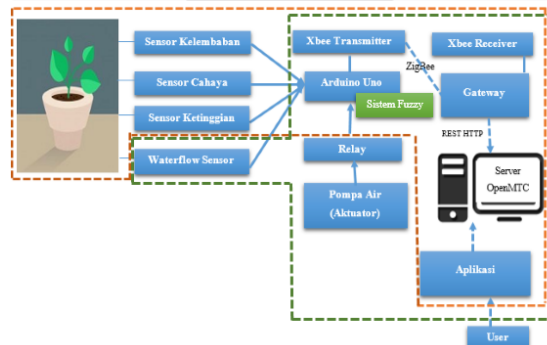 Sensor Kelembaban
Sensor Cahaya
Sensor Ketinggian
Waterflow Sensor
Xbee Transmitter
Arduino Uno
Sistem Fuzzy
Relay
Pompa Air
(Aktuator)
Xbee Receiver
ZigBee
Gateway
REST HTTP
Server
OpenMTC
Aplikasi
User